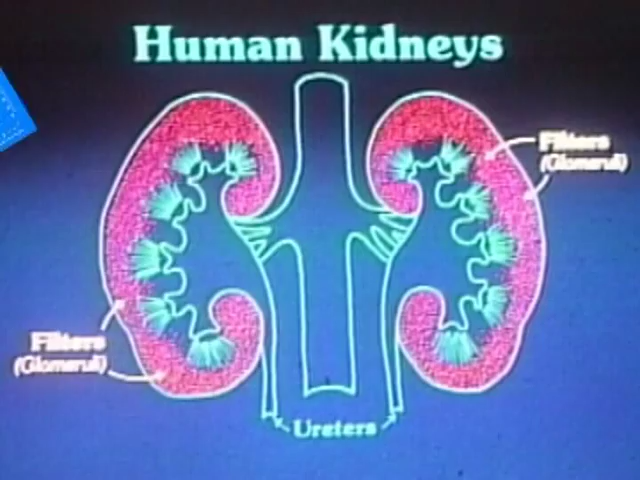 Human Kidneys
Filters
(Glomeruli)
Filters
(Glomeruli)
Ureters